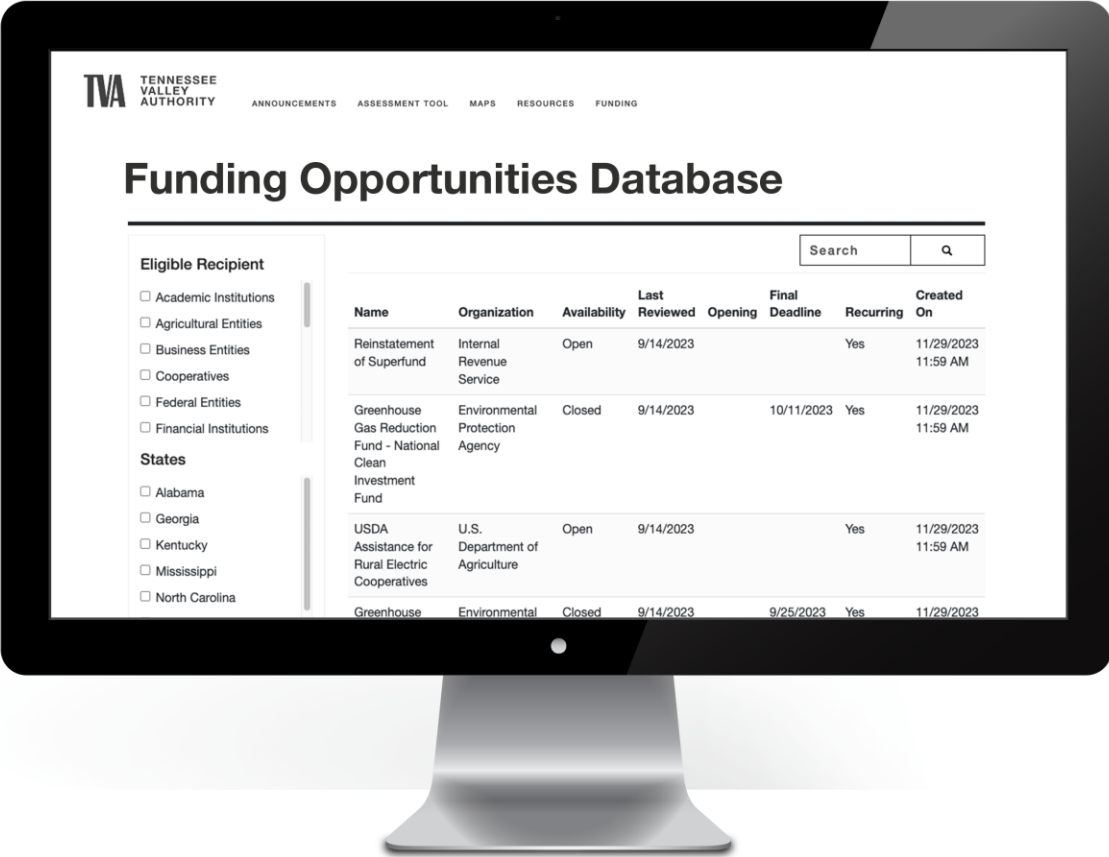 TVA TENNESSEE
VALLEY
AUTHORITY
ANNOUNCEMENTS ASSESSMENT TOOL MAPS RESOURCES FUNDING
Funding Opportunities Database
Search
Eligible Recipient
Academic Institutions
Agricultural Entities
Business Entities
Cooperatives
Federal Entities
Financial Institutions
States
Alabama
Georgia
Kentucky
Mississippi
North Carolina
Name Organization Availability Last Reviewed Opening Final Deadline Recurring Created On
Reinstatement Internal Open 9/14/2023 Yes 11/29/2023
of Superfund Revenue 11:59 AM
Service
Greenhouse Environmental Closed 9/14/2023 10/11/2023 Yes 11/29/2023
Gas Reduction Protection 11:59 AM
Fund - National Agency
Clean
Investment
Fund
USDA U.S. Open 9/14/2023 Yes 11/29/2023
Assistance for Department of 11:59 AM
Rural Electric Agriculture
Cooperatives
Greenhouse Environmental Closed 9/14/2023 9/25/2023 Yes 11/29/2023